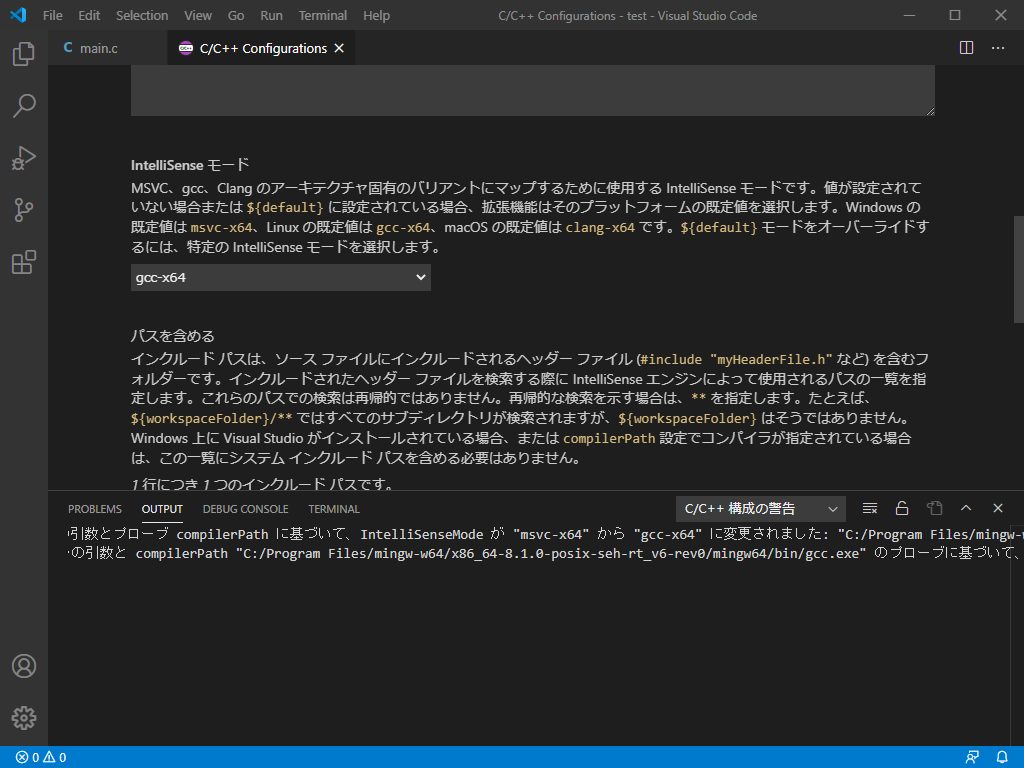 File Edit Selection View Go Run Terminal Help C/C++ Configurations - test - Visual Studio Code
C main.c C/C++ Configurations
IntelliSense モード
MSVC、gcc、Clang のアーキテクチャ固有のバリアントにマップするために使用する IntelliSense モードです。値が設定されて
いない場合または ${default} に設定されている場合、拡張機能はそのプラットフォームの既定値を選択します。Windows の
既定値は msvc-x64、Linux の既定値は gcc-x64、macOS の既定値は clang-x64 です。${default} モードをオーバーライドす
るには、特定の IntelliSense モードを選択します。
gcc-x64
パスを含める
インクルード パスは、ソース ファイルにインクルードされるヘッダー ファイル (#include "myHeaderFile.h" など) を含むフ
ォルダーです。インクルードされたヘッダー ファイルを検索する際に IntelliSense エンジンによって使用されるパスの一覧を指
定します。これらのパスでの検索は再帰的ではありません。再帰的な検索を示す場合は、** を指定します。たとえば、
${workspaceFolder}/** ではすべてのサブディレクトリが検索されますが、${workspaceFolder} はそうではありません。
Windows 上に Visual Studio がインストールされている場合、または compilerPath 設定でコンパイラが指定されている場合
は、この一覧にシステム インクルード パスを含める必要はありません。
1 行につき 1 つのインクルード パスです。
PROBLEMS OUTPUT DEBUG CONSOLE TERMINAL C/C++ 構成の警告
引数とプローブ compilerPath に基づいて、IntelliSenseMode が "msvc-x64" から "gcc-x64" に変更されました: "C:/Program Files/mingw-
の引数と compilerPath "C:/Program Files/mingw-w64/x86_64-8.1.0-posix-seh-rt_v6-rev0/mingw64/bin/gcc.exe" のプローブに基づいて、
0 0